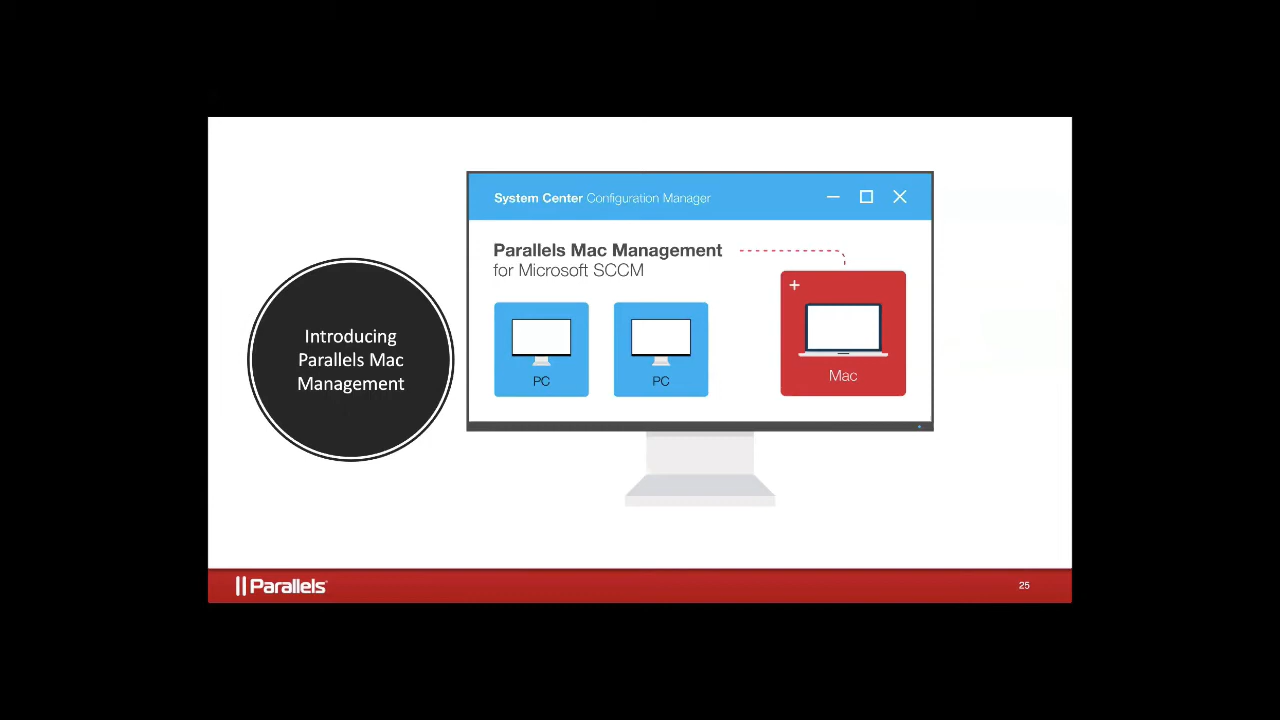 System Center Configuration Manager
Parallels Mac Management
for Microsoft SCCM
Introducing
Parallels Mac
Management
PC
PC
Mac
Parallels
25